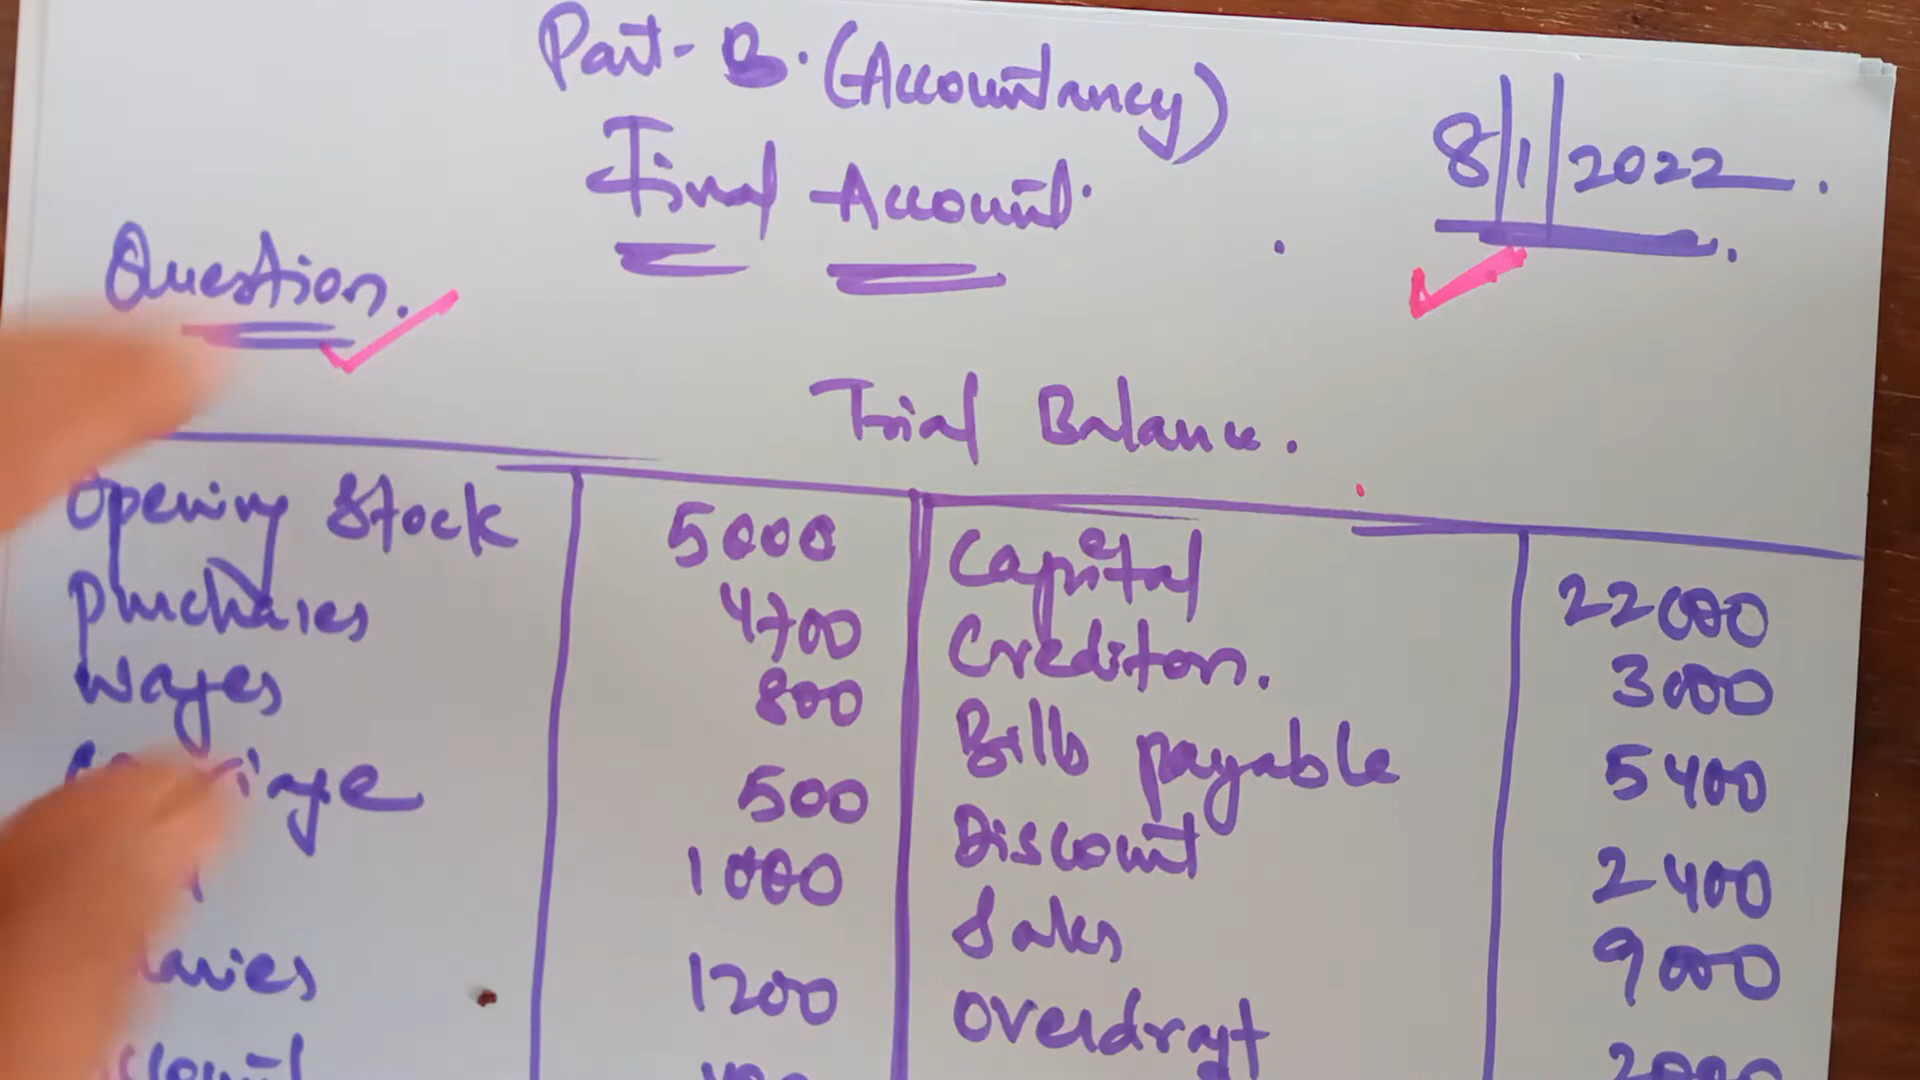 Part-B. (Accountancy)
8/1/2022
Final Account.
Question.
Trial Balance.
Opening Stock 5000 Capital 22000
Purchases 4700 Creditors. 3000
Wages 800 Bills payable 5400
500 Discount 2400
1000 Sales 9000
1200 Overdraft